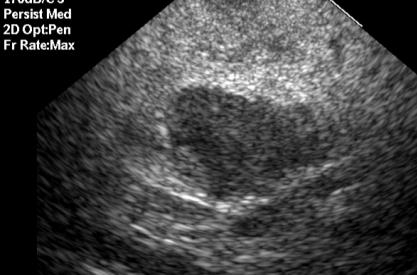 Persist Med
2D Opt:Pen
Fr Rate:Max